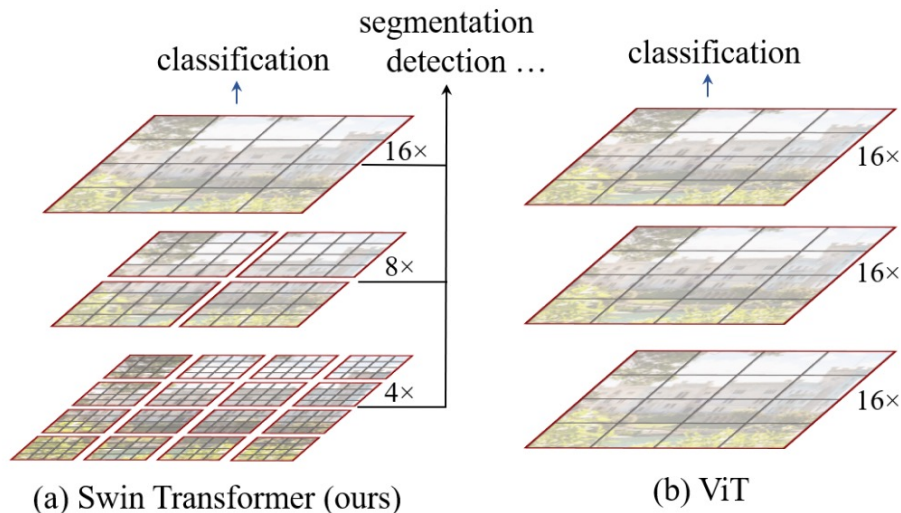 segmentation
classification
detection ...
classification
16×
8×
4×
16×
16×
16×
(a) Swin Transformer (ours)
(b) ViT